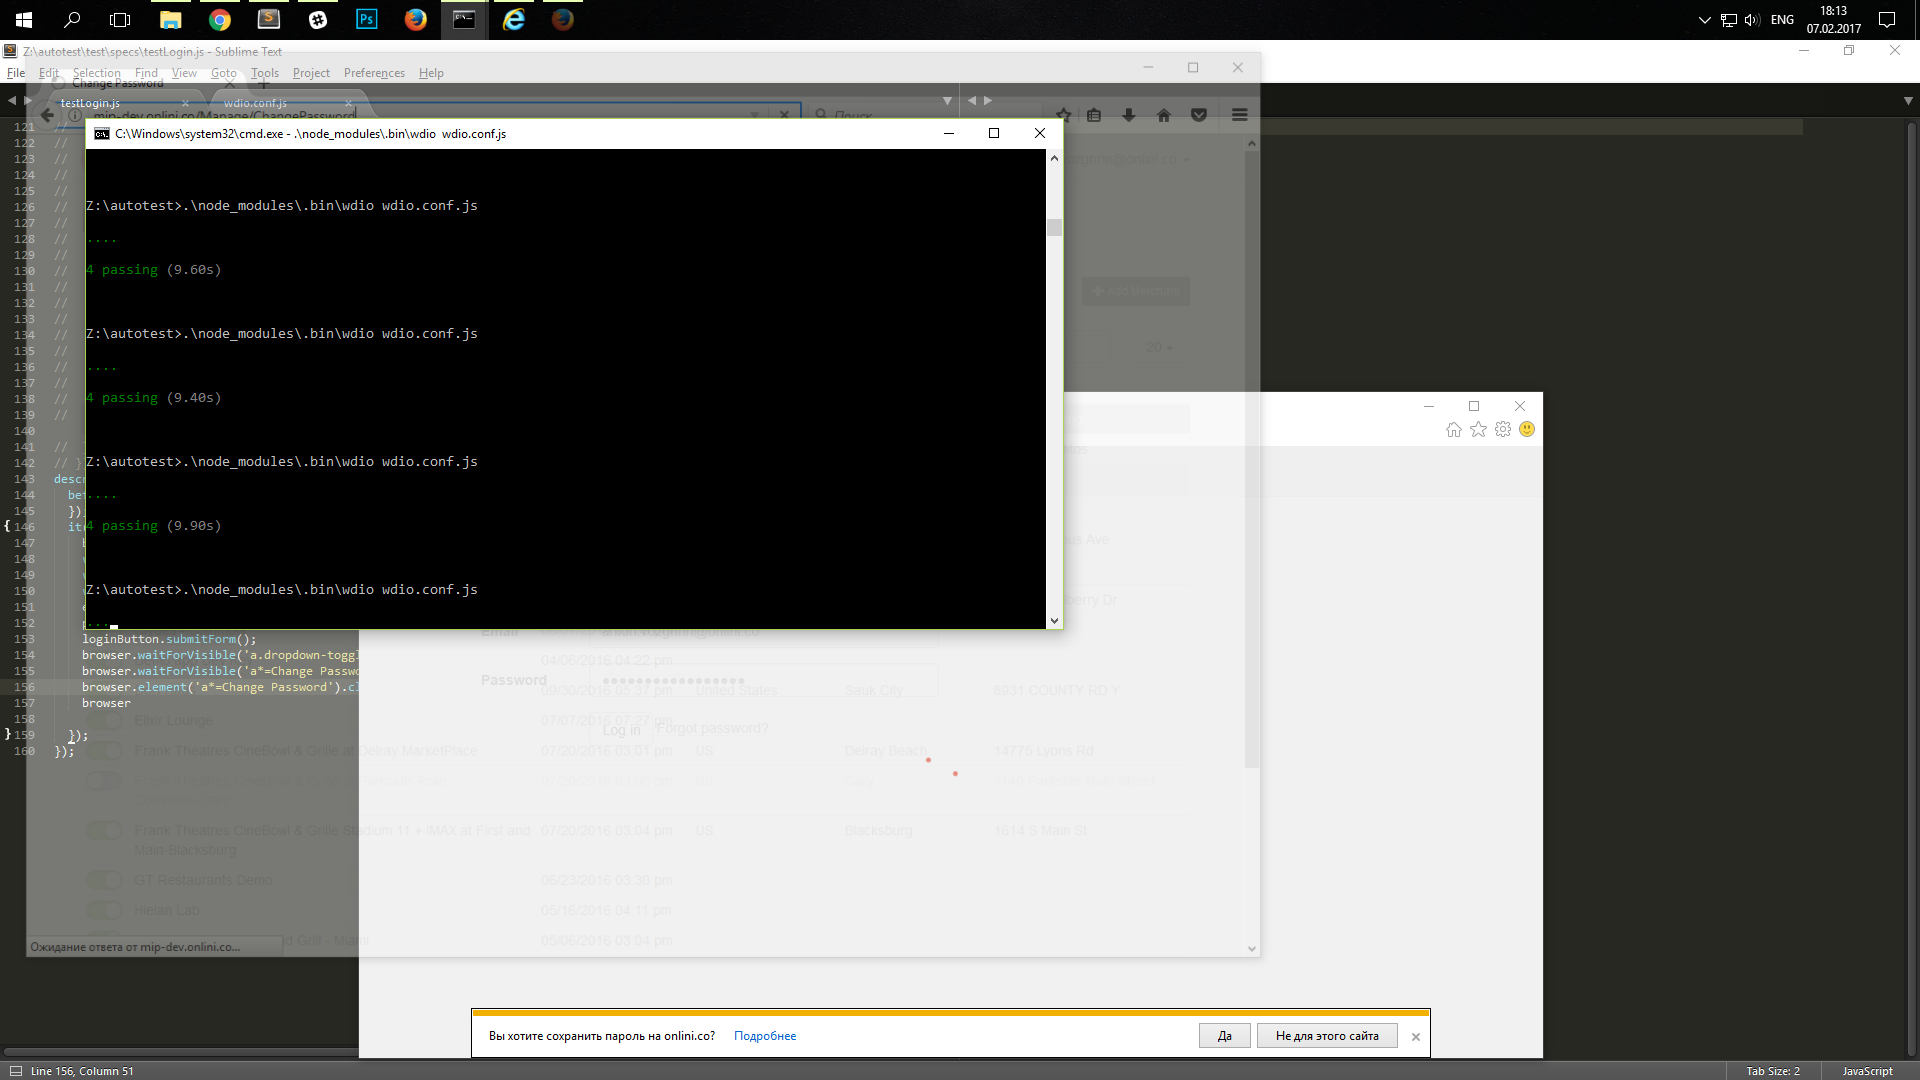 ENG
18:13
07.02.2017
Z:\autotest\test\specs\testLogin.js - Sublime Text
File Edit Selection Find View Goto Tools Project Preferences Help
Change Password
testLogin.js
wdio.conf.js
mip-dev.onlini.co/Manage/ChangePassword
Поиск
C:\Windows\system32\cmd.exe - .\node_modules\.bin\wdio wdio.conf.js
Z:\autotest>.\node_modules\.bin\wdio wdio.conf.js
....
4 passing (9.60s)
Z:\autotest>.\node_modules\.bin\wdio wdio.conf.js
....
4 passing (9.40s)
Z:\autotest>.\node_modules\.bin\wdio wdio.conf.js
....
4 passing (9.90s)
Z:\autotest>.\node_modules\.bin\wdio wdio.conf.js
...
Add Merchant
20
121 //
122 //
123 //
124 //
125 //
126 //
127 //
128 //
129 //
130 //
131 //
132 //
133 //
134 //
135 //
136 //
137 //
138 //
139 //
140
141 //
142 // }
143 desc
144 be
145 });
146 it
147
148
149
150
151
152
153 loginButton.submitForm();
154 browser.waitForVisible('a.dropdown-toggl
155 browser.waitForVisible('a*=Change Passwo
156 browser.element('a*=Change Password').cl
157 browser
158
159 });
160 });
Email
04/06/2016 04:22 pm
Password
09/30/2016 05:37 pm United States Sauk City 8931 COUNTY RD Y
Elter Lounge 07/07/2016 07:27 pm
Log in Forgot password?
Frank Theatres CineBowl & Grille at Delray MarketPlace 07/20/2016 03:01 pm US Delray Beach 14775 Lyons Rd
Frank Theatres CineBowl & Grille Stadium 11 + IMAX at First and Main-Blacksburg 07/20/2016 03:04 pm US Blacksburg 1614 S Main St
GT Restaurants Demo 06/23/2016 03:30 pm
Hielan Lab 05/16/2016 04:11 pm
d Grill - Miami 05/06/2016 03:04 pm
Ожидание ответа от mip-dev.onlini.co...
Вы хотите сохранить пароль на onlini.co? Подробнее Да Не для этого сайта
Line 156, Column 51
Tab Size: 2
JavaScript